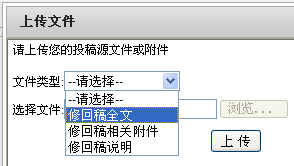 上传文件
请上传您的投稿源文件或附件
文件类型: --请选择--
--请选择--
选择文件: 修回稿全文 浏览...
修回稿相关附件
修回稿说明
上 传